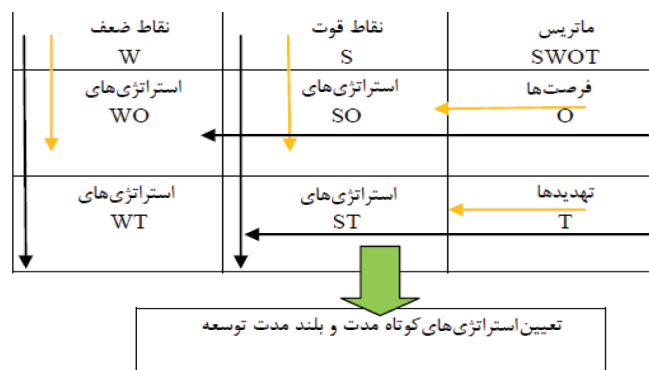 ماتریس
SWOT
نقاط قوت
S
نقاط ضعف
W
فرصت‌ها
O
استراتژی‌های
SO
استراتژی‌های
WO
تهدیدها
T
استراتژی‌های
ST
استراتژی‌های
WT
تعیین استراتژی‌های کوتاه مدت و بلند مدت توسعه